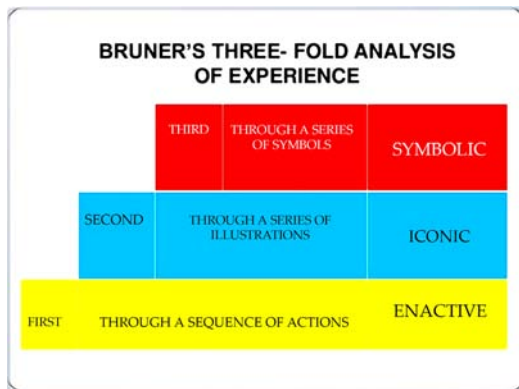 BRUNER'S THREE- FOLD ANALYSIS
OF EXPERIENCE
THIRD
THROUGH A SERIES
OF SYMBOLS
SYMBOLIC
SECOND
THROUGH A SERIES OF
ILLUSTRATIONS
ICONIC
FIRST
THROUGH A SEQUENCE OF ACTIONS
ENACTIVE